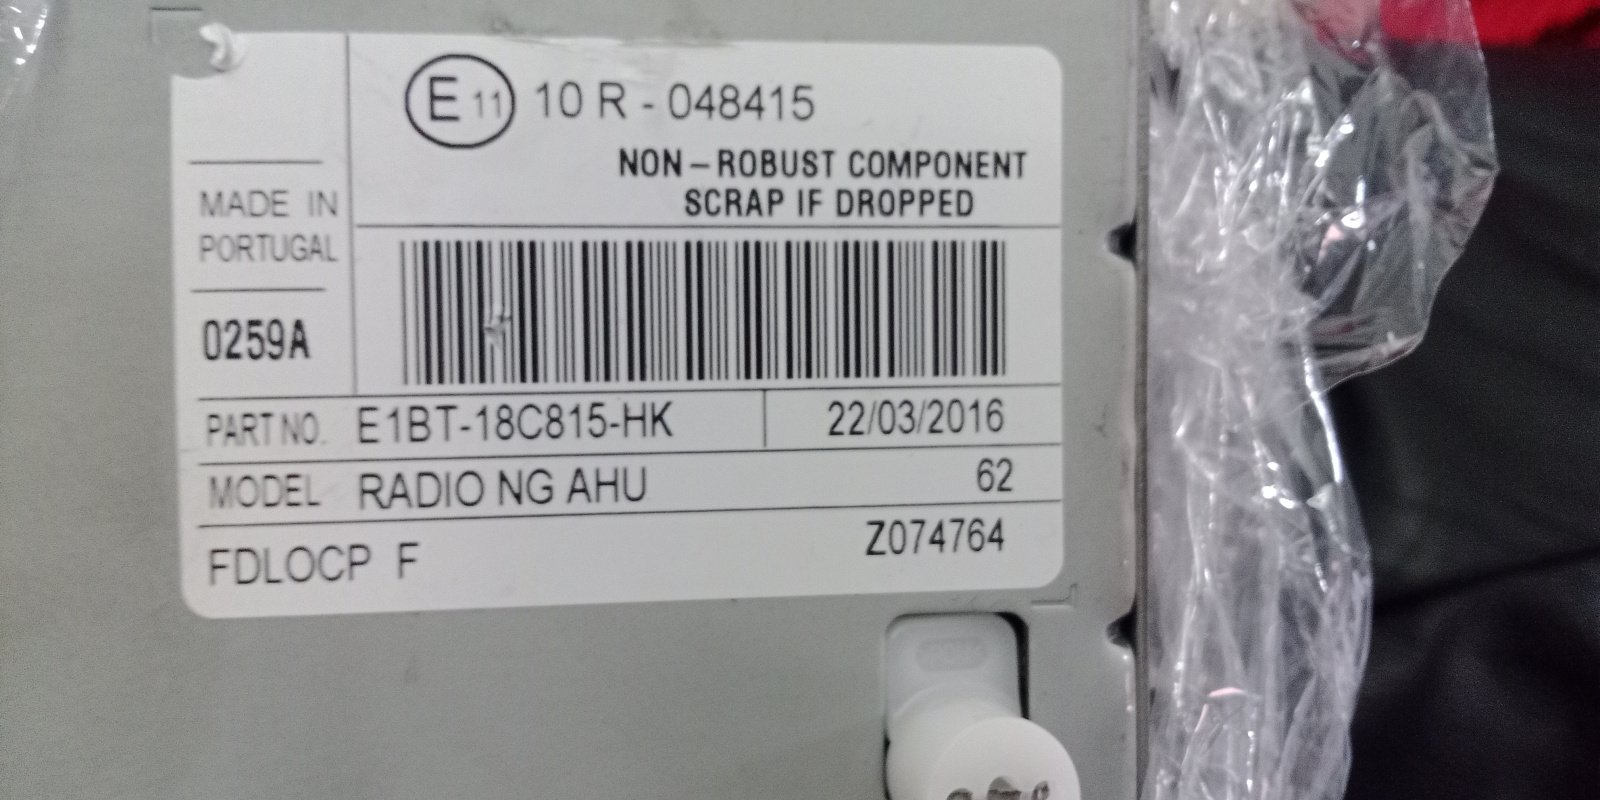 E 11 10 R - 048415
NON-ROBUST COMPONENT
SCRAP IF DROPPED
MADE IN
PORTUGAL
0259A
PART NO. E1BT-18C815-HK 22/03/2016
MODEL RADIO NG AHU 62
FDLOCP F Z074764